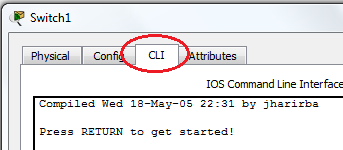 Switch1
Physical Config CLI Attributes
IOS Command Line Interface
Compiled Wed 18-May-05 22:31 by jharirba
Press RETURN to get started!